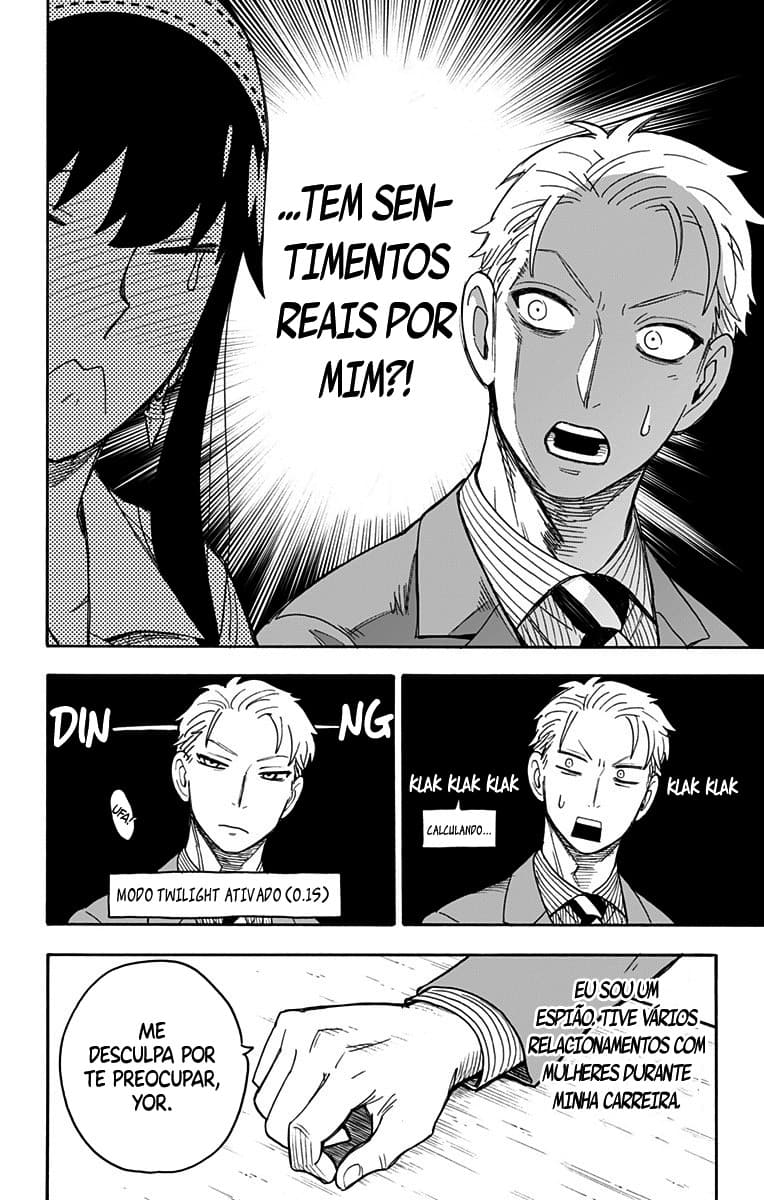 ...TEM SEN-
TIMENTOS
REAIS POR
MIM?!
KLAK KLAK
KLAK KLAK KLAK
CALCULANDO...
DIN NG
UFA!
MODO TWILIGHT ATIVADO (0.1S)
EU SOU UM
ESPIÃO. TIVE VÁRIOS
RELACIONAMENTOS COM
MULHERES DURANTE
MINHA CARREIRA.
ME
DESCULPA POR
TE PREOCUPAR,
YOR.